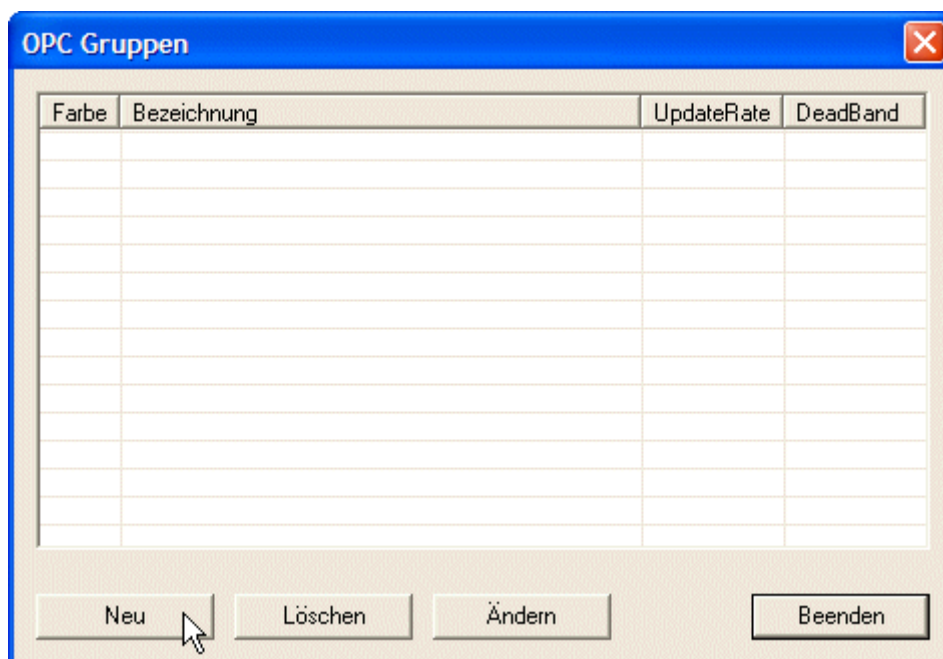 OPC Gruppen
Farbe Bezeichnung UpdateRate DeadBand
Neu Löschen Ändern Beenden